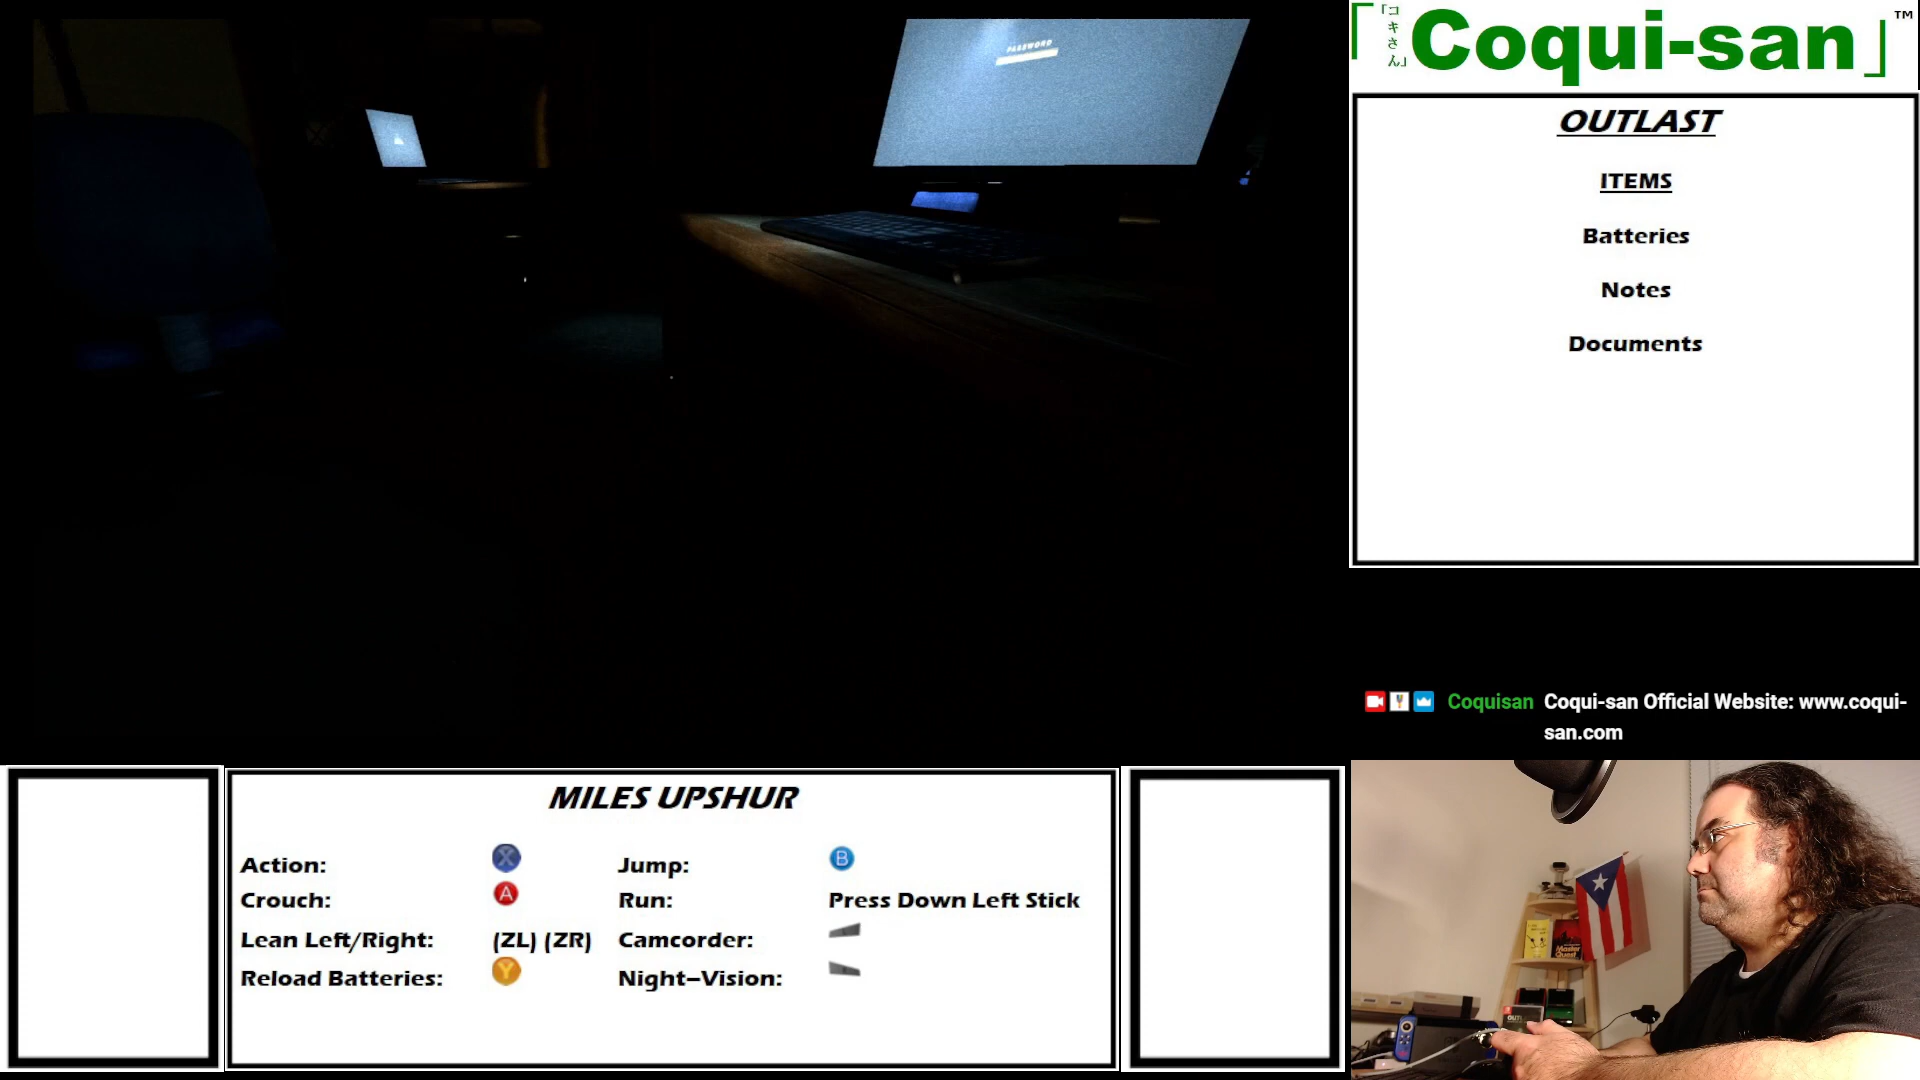 PASSWORD
「コキさん」
「Coqui-san」™
OUTLAST
ITEMS
Batteries
Notes
Documents
Coquisan Coqui-san Official Website: www.coqui-
san.com
MILES UPSHUR
Action: X Jump: B
Crouch: A Run: Press Down Left Stick
Lean Left/Right: (ZL) (ZR) Camcorder:
Reload Batteries: Y Night-Vision:
Master
Quest